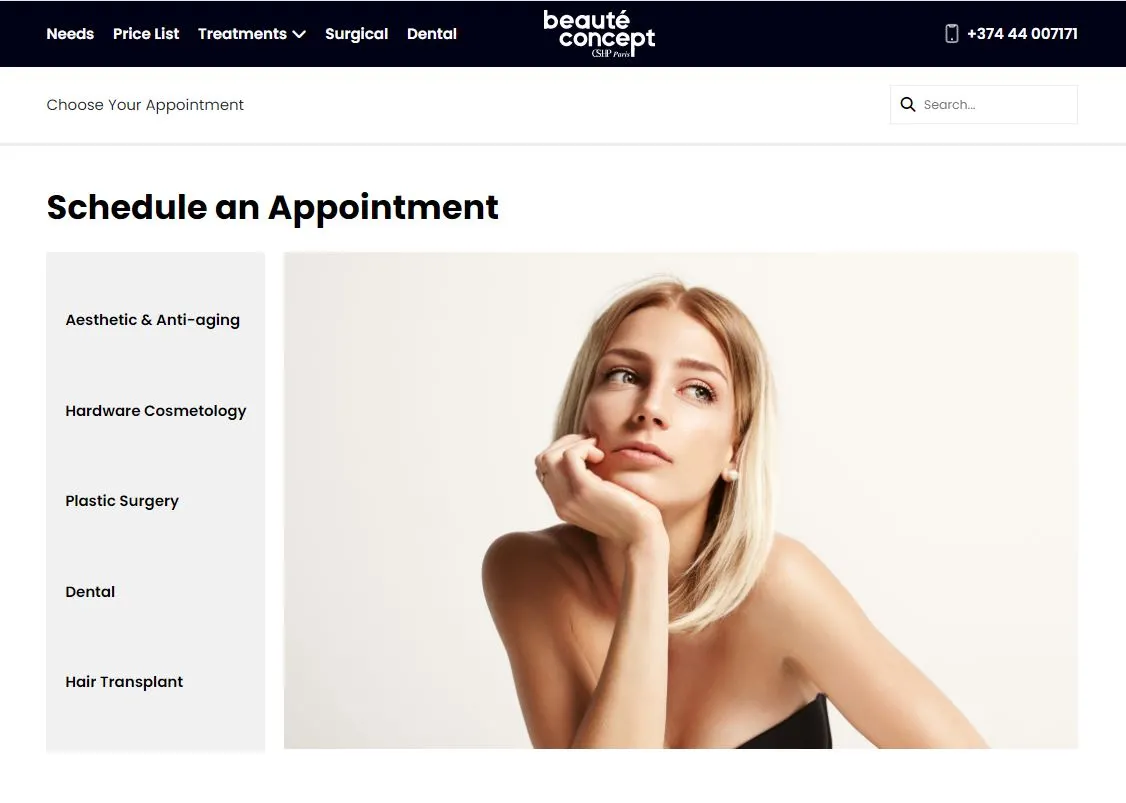 Needs Price List Treatments Surgical Dental
beauté
concept
CSHP Paris
+374 44 007171
Choose Your Appointment
Search...
Schedule an Appointment
Aesthetic & Anti-aging
Hardware Cosmetology
Plastic Surgery
Dental
Hair Transplant